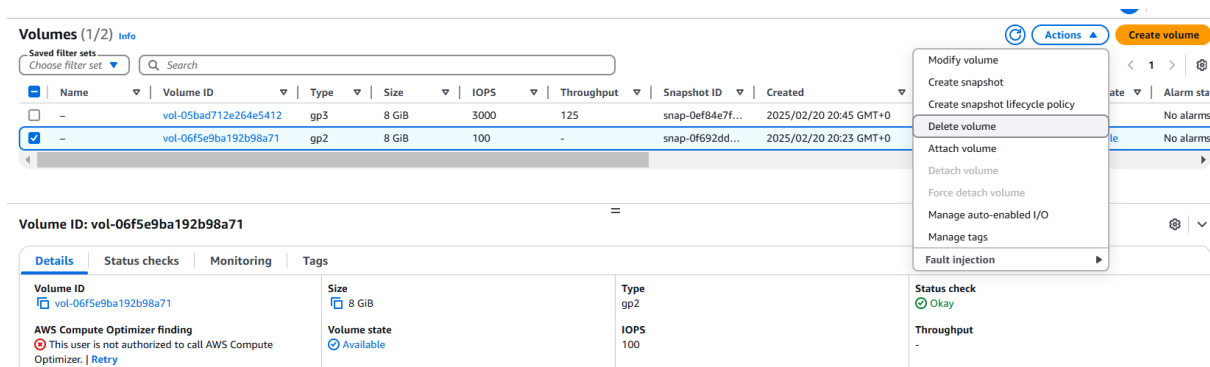 Volumes (1/2) Info
Actions
Create volume
Saved filter sets
Choose filter set
Search
1
Name
Volume ID
Type
Size
IOPS
Throughput
Snapshot ID
Created
ate
Alarm sta
–
vol-05bad712e264e5412
gp3
8 GiB
3000
125
snap-0ef84e7f...
2025/02/20 20:45 GMT+0
No alarms
–
vol-06f5e9ba192b98a71
gp2
8 GiB
100
-
snap-0f692dd...
2025/02/20 20:23 GMT+0
le
No alarms
Modify volume
Create snapshot
Create snapshot lifecycle policy
Delete volume
Attach volume
Detach volume
Force detach volume
Manage auto-enabled I/O
Manage tags
Fault injection
Volume ID: vol-06f5e9ba192b98a71
Details
Status checks
Monitoring
Tags
Volume ID
vol-06f5e9ba192b98a71
Size
8 GiB
Type
gp2
Status check
Okay
AWS Compute Optimizer finding
This user is not authorized to call AWS Compute
Optimizer. | Retry
Volume state
Available
IOPS
100
Throughput
-